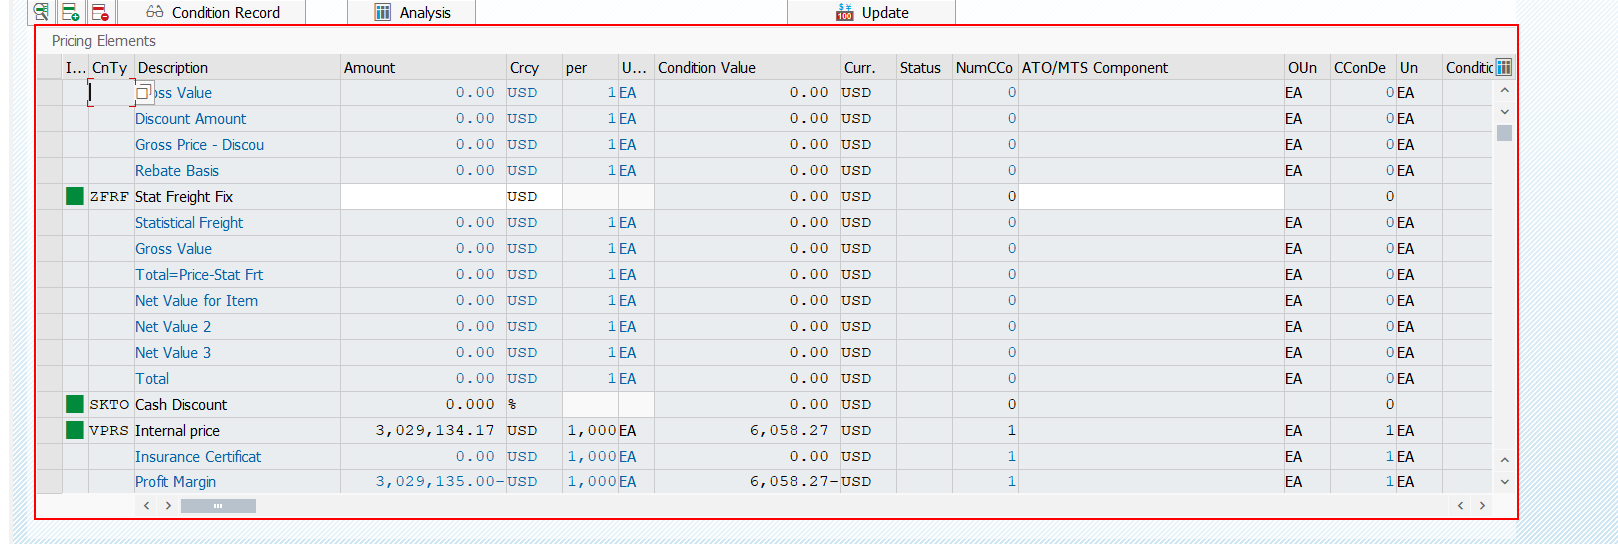 Condition Record Analysis Update
Pricing Elements
I... CnTy Description Amount Crcy per U... Condition Value Curr. Status NumCCo ATO/MTS Component OUn CConDe Un Conditic
oss Value 0.00 USD 1 EA 0.00 USD 0 EA 0 EA
Discount Amount 0.00 USD 1 EA 0.00 USD 0 EA 0 EA
Gross Price - Discou 0.00 USD 1 EA 0.00 USD 0 EA 0 EA
Rebate Basis 0.00 USD 1 EA 0.00 USD 0 EA 0 EA
ZFRF Stat Freight Fix USD 0.00 USD 0 0
Statistical Freight 0.00 USD 1 EA 0.00 USD 0 EA 0 EA
Gross Value 0.00 USD 1 EA 0.00 USD 0 EA 0 EA
Total=Price-Stat Frt 0.00 USD 1 EA 0.00 USD 0 EA 0 EA
Net Value for Item 0.00 USD 1 EA 0.00 USD 0 EA 0 EA
Net Value 2 0.00 USD 1 EA 0.00 USD 0 EA 0 EA
Net Value 3 0.00 USD 1 EA 0.00 USD 0 EA 0 EA
Total 0.00 USD 1 EA 0.00 USD 0 EA 0 EA
SKTO Cash Discount 0.000 % 0.00 USD 0 0
VPRS Internal price 3,029,134.17 USD 1,000 EA 6,058.27 USD 1 EA 1 EA
Insurance Certificat 0.00 USD 1,000 EA 0.00 USD 1 EA 1 EA
Profit Margin 3,029,135.00- USD 1,000 EA 6,058.27- USD 1 EA 1 EA